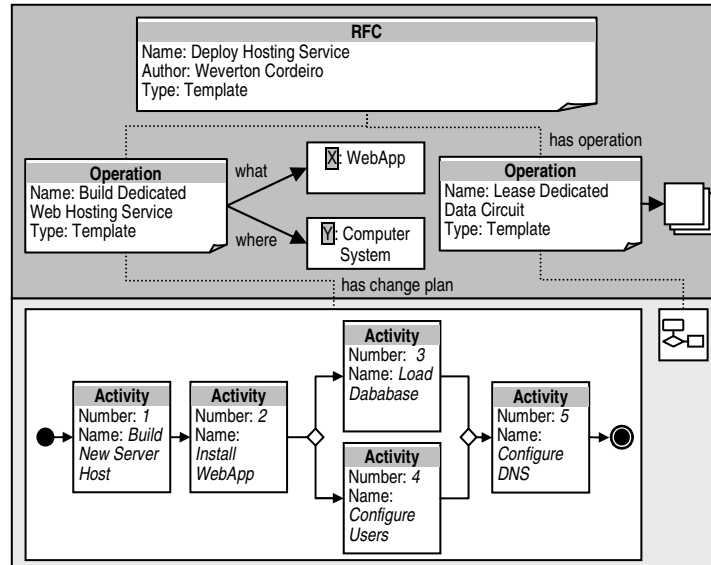 RFC
Name: Deploy Hosting Service
Author: Weverton Cordeiro
Type: Template
has operation
Operation
Name: Build Dedicated
Web Hosting Service
Type: Template
what
where
X: WebApp
Y: Computer
System
Operation
Name: Lease Dedicated
Data Circuit
Type: Template
has change plan
Activity
Number: 1
Name: Build
New Server
Host
Activity
Number: 2
Name:
Install
WebApp
Activity
Number: 3
Name: Load
Dababase
Activity
Number: 4
Name:
Configure
Users
Activity
Number: 5
Name:
Configure
DNS